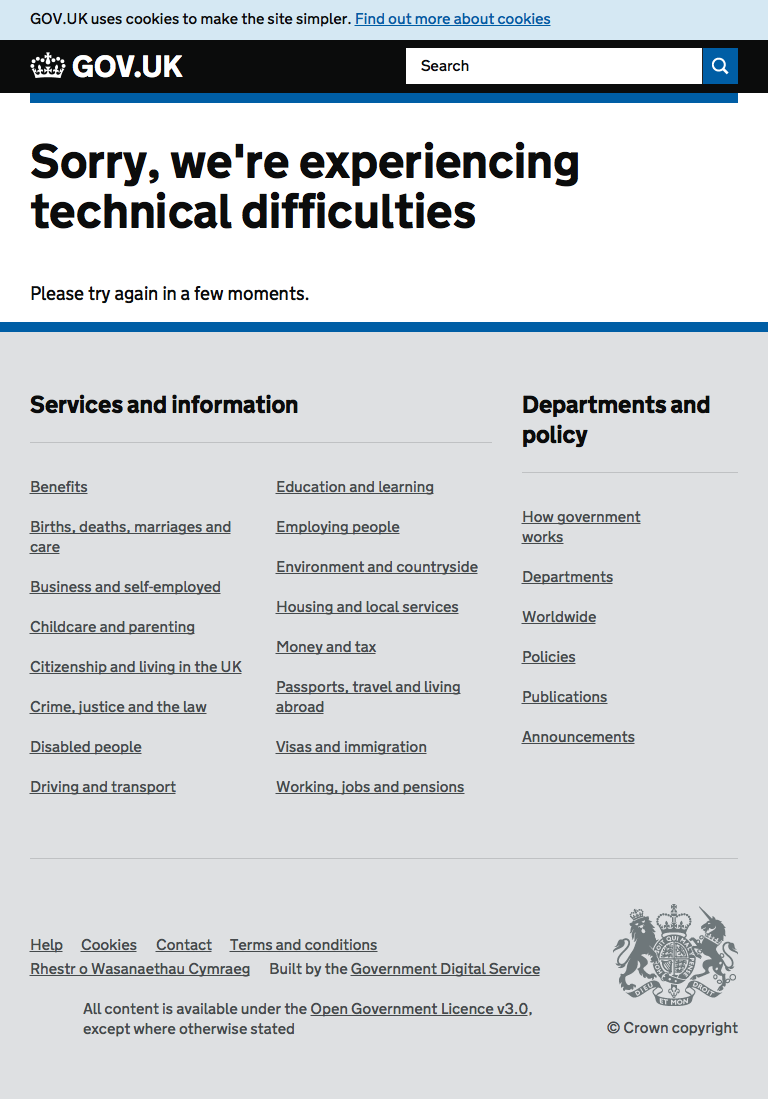 GOV.UK uses cookies to make the site simpler. Find out more about cookies
GOV.UK
Search
Sorry, we're experiencing
technical difficulties
Please try again in a few moments.
Services and information
Benefits
Births, deaths, marriages and
care
Business and self-employed
Childcare and parenting
Citizenship and living in the UK
Crime, justice and the law
Disabled people
Driving and transport
Education and learning
Employing people
Environment and countryside
Housing and local services
Money and tax
Passports, travel and living
abroad
Visas and immigration
Working, jobs and pensions
Departments and
policy
How government
works
Departments
Worldwide
Policies
Publications
Announcements
Help Cookies Contact Terms and conditions
Rhestr o Wasanaethau Cymraeg Built by the Government Digital Service
All content is available under the Open Government Licence v3.0,
except where otherwise stated
DIEU ET MON DROIT
© Crown copyright